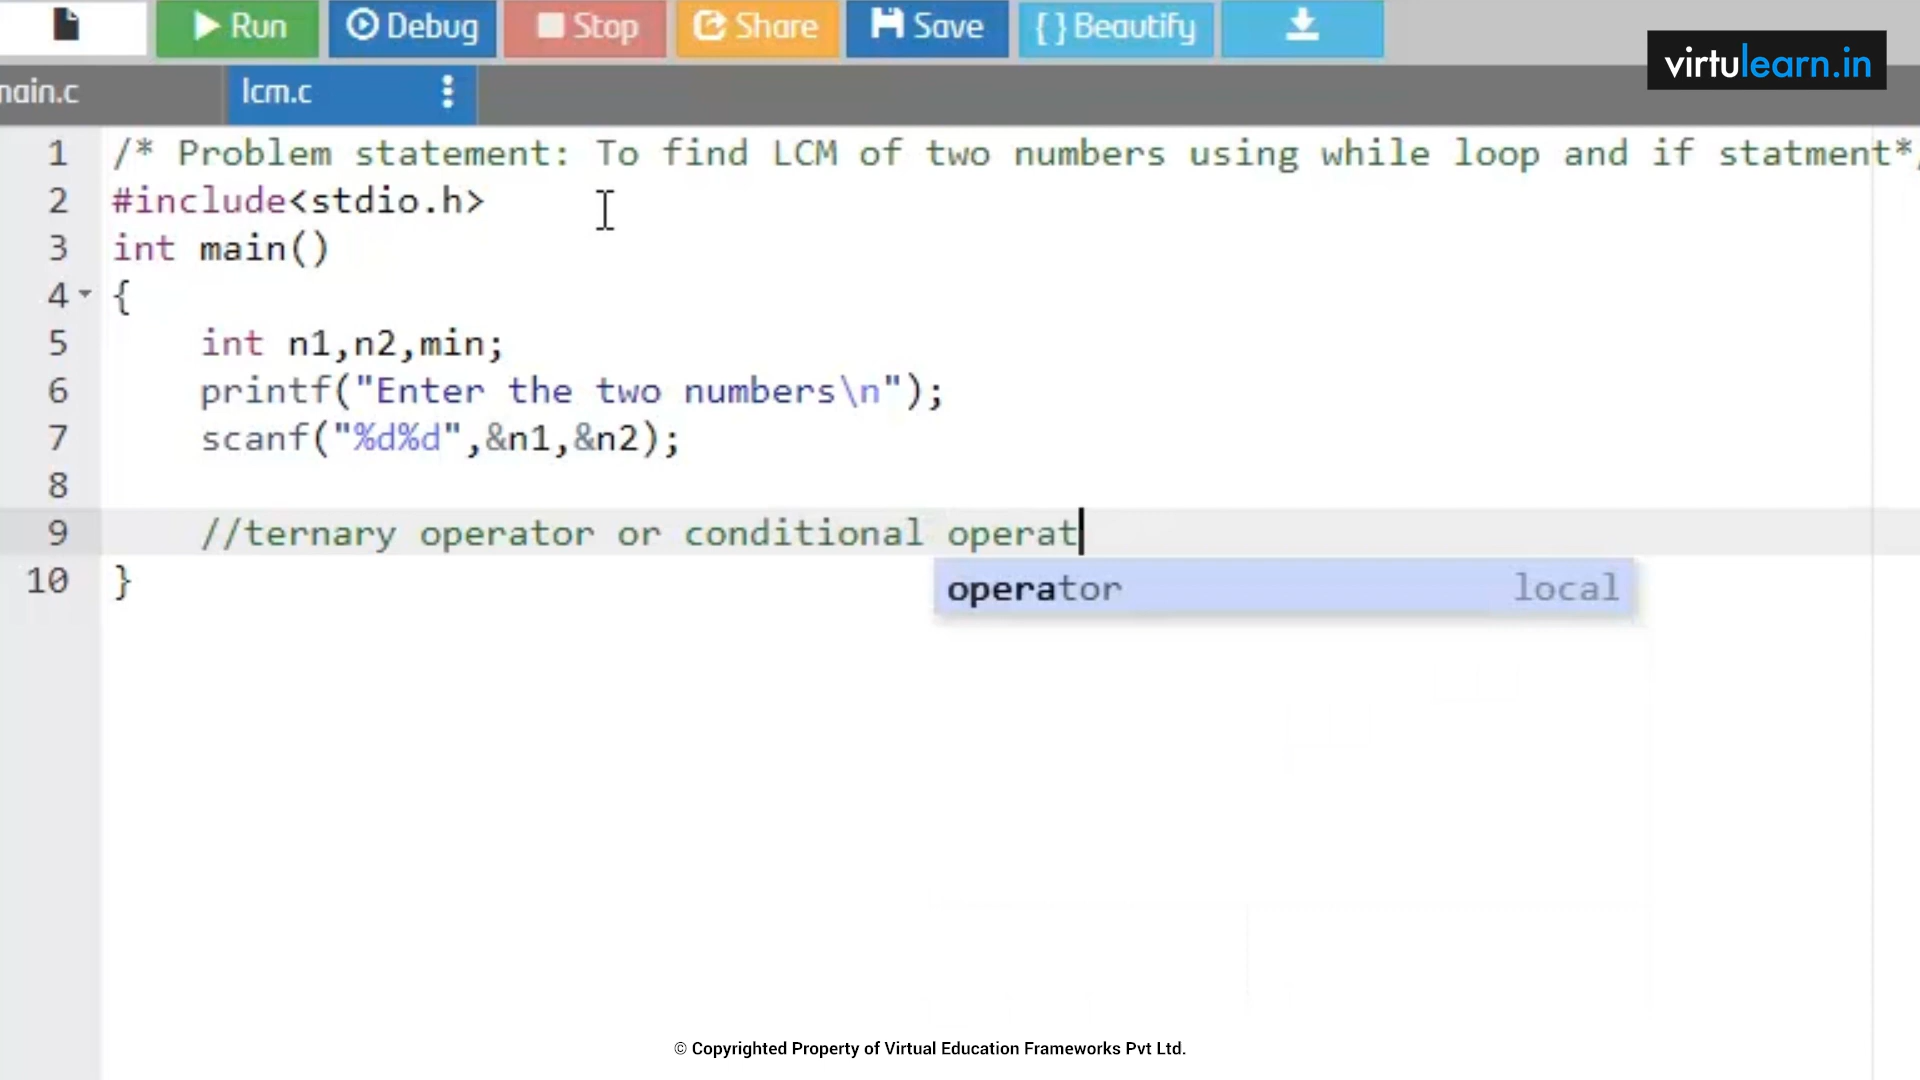 Run Debug Stop Share Save {} Beautify
virtulearn.in
main.c lcm.c
1 /* Problem statement: To find LCM of two numbers using while loop and if statment*/
2 #include<stdio.h>
3 int main()
4 {
5 int n1,n2,min;
6 printf("Enter the two numbers\n");
7 scanf("%d%d",&n1,&n2);
8
9 //ternary operator or conditional operat
operator local
10 }
© Copyrighted Property of Virtual Education Frameworks Pvt Ltd.